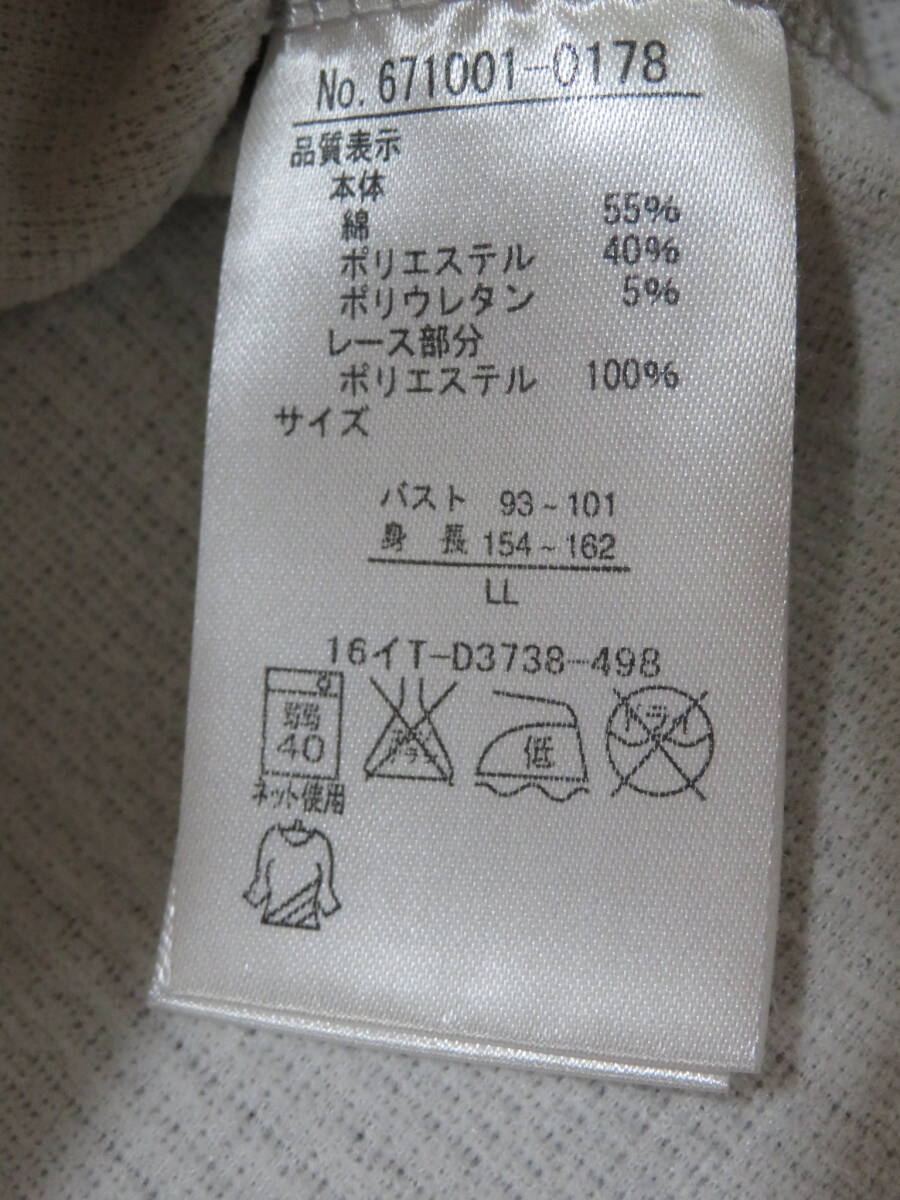 No. 671001-0178
品質表示
本体
綿 55%
ポリエステル 40%
ポリウレタン 5%
レース部分
ポリエステル 100%
サイズ
バスト 93~101
身長 154~162
LL
16イT-D3738-498
40
低
ドライ
ネット使用